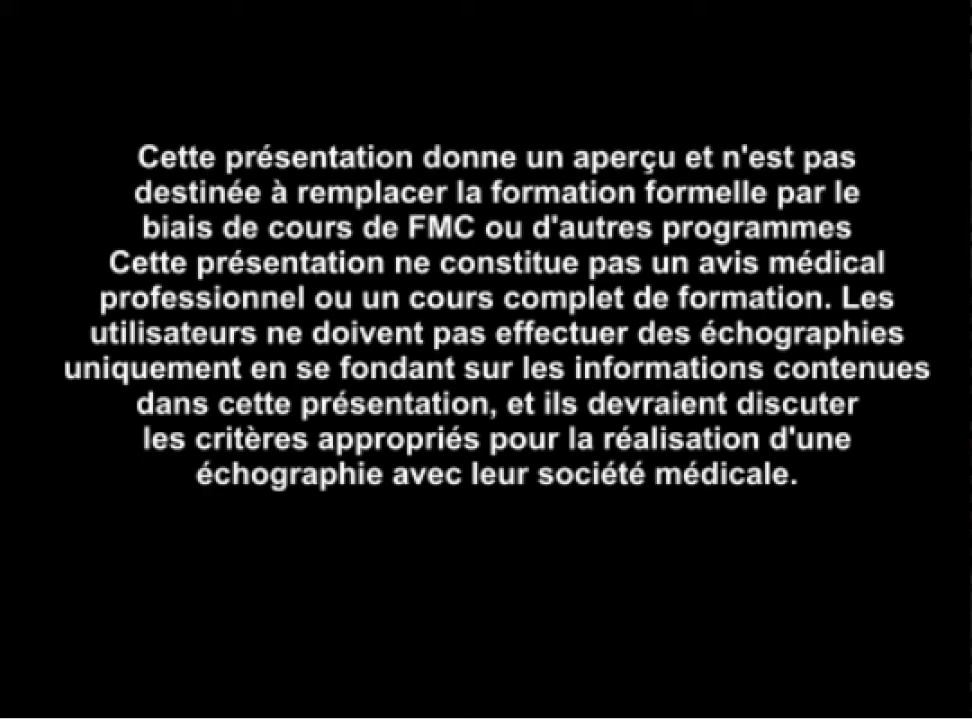 Cette présentation donne un aperçu et n'est pas
destinée à remplacer la formation formelle par le
biais de cours de FMC ou d'autres programmes
Cette présentation ne constitue pas un avis médical
professionnel ou un cours complet de formation. Les
utilisateurs ne doivent pas effectuer des échographies
uniquement en se fondant sur les informations contenues
dans cette présentation, et ils devraient discuter
les critères appropriés pour la réalisation d'une
échographie avec leur société médicale.